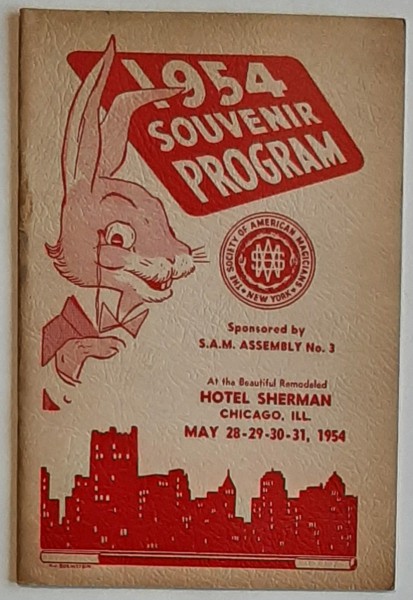 1954
SOUVENIR
PROGRAM
THE SOCIETY OF AMERICAN MAGICIANS
NEW YORK
Sponsored by
S.A.M. ASSEMBLY No. 3
At the Beautiful Remodeled
HOTEL SHERMAN
CHICAGO, ILL.
MAY 28-29-30-31, 1954